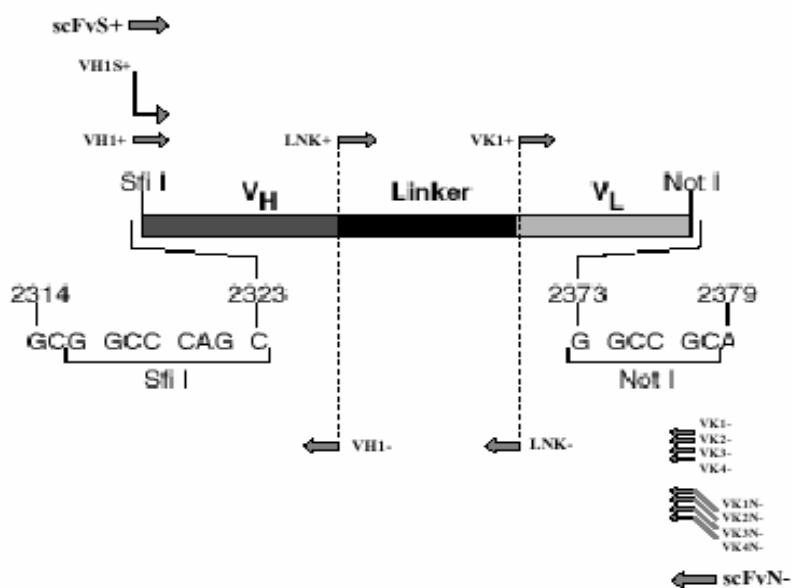 scFvS+
VH1S+
VH1+ LNK+ VK1+
Sfi I Not I
VH Linker VL
2314 2323 2373 2379
GCG GCC CAG C G GCC GCA
Sfi I Not I
VH1- LNK-
VK1-
VK2-
VK3-
VK4-
VK1N-
VK2N-
VK3N-
VK4N-
scFvN-